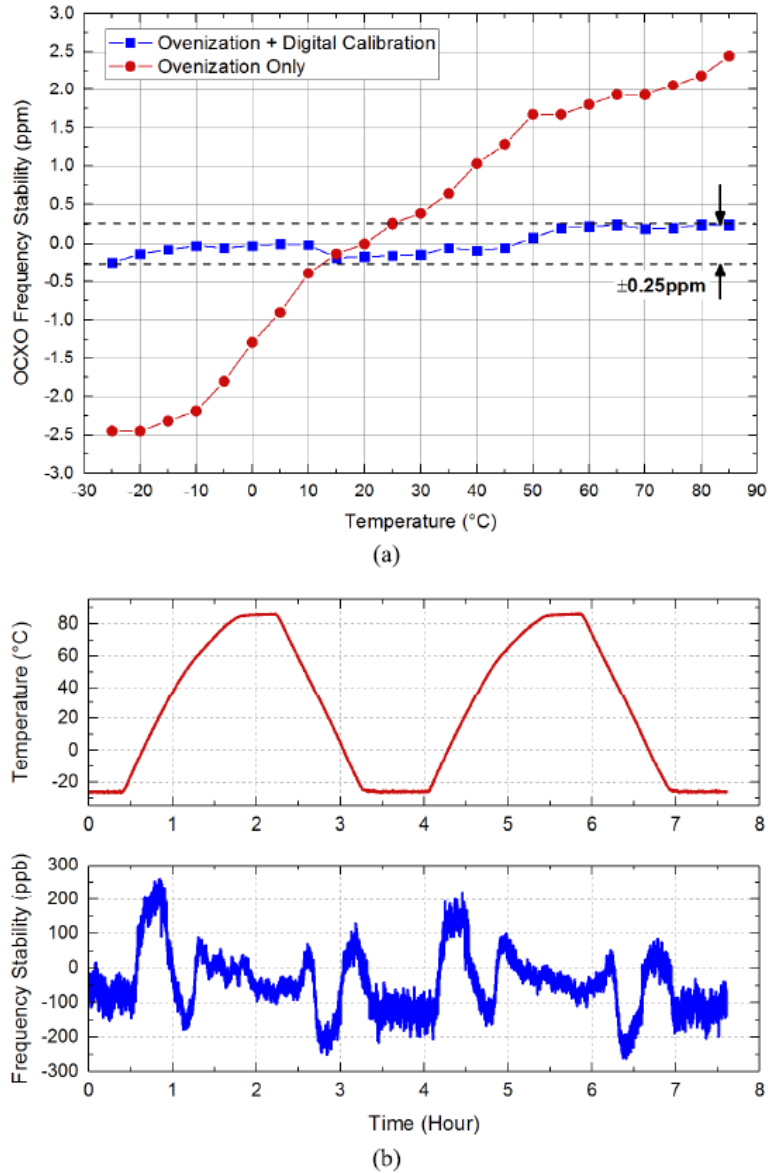 3.0
2.5
2.0
1.5
1.0
0.5
0.0
-0.5
-1.0
-1.5
-2.0
-2.5
-3.0
OCXO Frequency Stability (ppm)
Ovenization + Digital Calibration
Ovenization Only
±0.25ppm
-30 -20 -10 0 10 20 30 40 50 60 70 80 90
Temperature (°C)
(a)
80
60
40
20
0
-20
Temperature (°C)
0 1 2 3 4 5 6 7 8
300
200
100
0
-100
-200
-300
Frequency Stability (ppb)
0 1 2 3 4 5 6 7 8
Time (Hour)
(b)